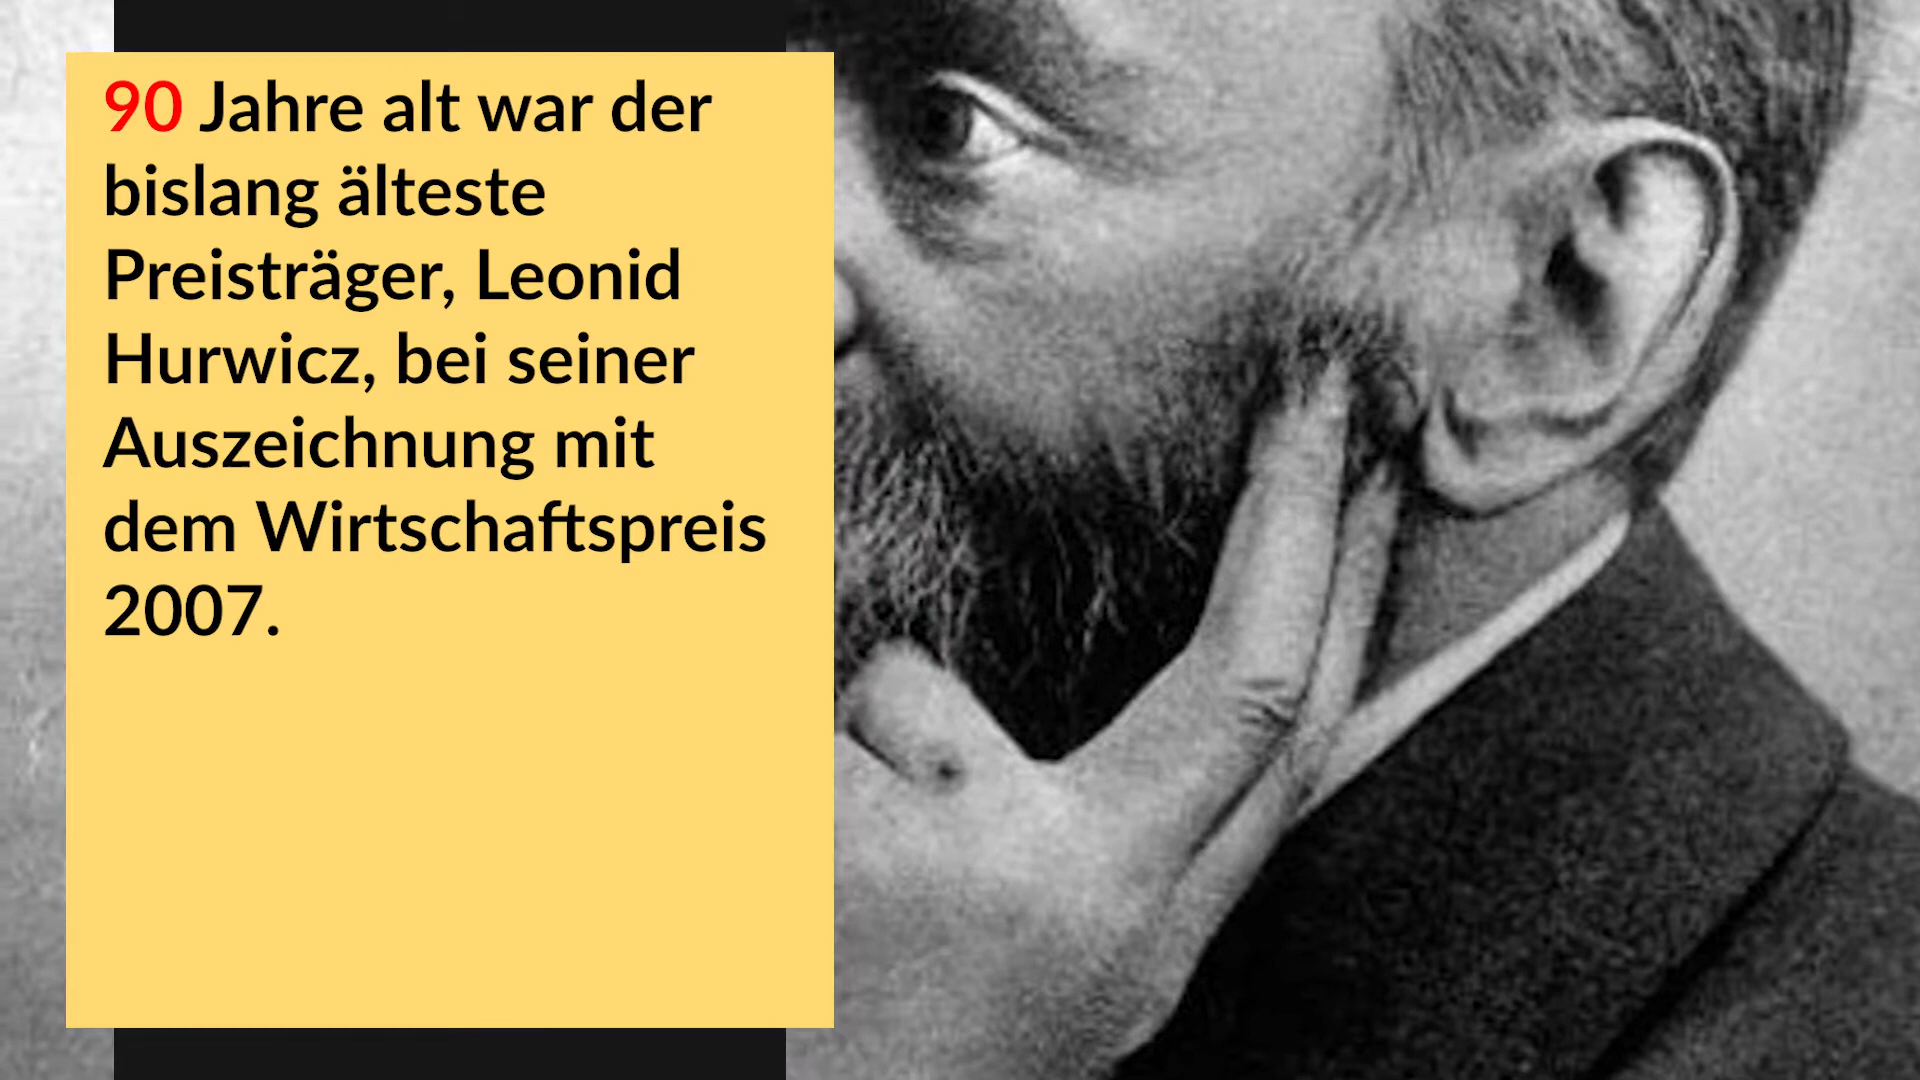 90 Jahre alt war der
bislang älteste
Preisträger, Leonid
Hurwicz, bei seiner
Auszeichnung mit
dem Wirtschaftspreis
2007.